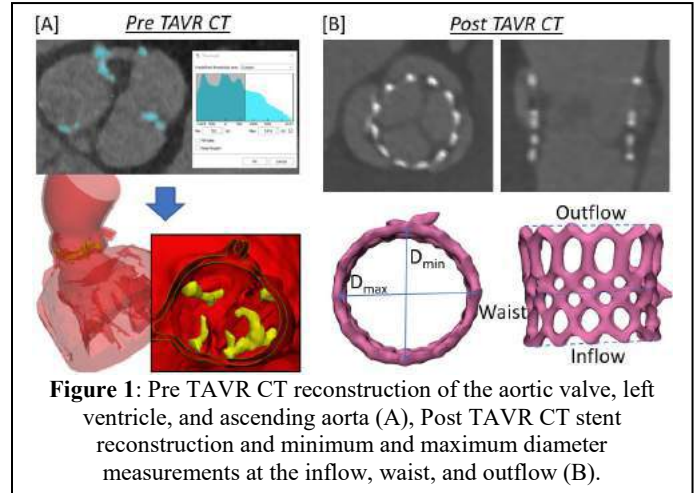 [A] Pre TAVR CT
[B] Post TAVR CT
Outflow
D
min
D
max
Waist
Inflow
Figure 1: Pre TAVR CT reconstruction of the aortic valve, left
ventricle, and ascending aorta (A), Post TAVR CT stent
reconstruction and minimum and maximum diameter
measurements at the inflow, waist, and outflow (B).